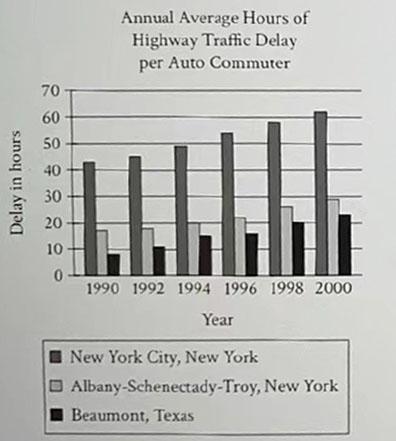 Annual Average Hours of
Highway Traffic Delay
per Auto Commuter
Delay in hours
70
60
50
40
30
20
10
0
1990 1992 1994 1996 1998 2000
Year
New York City, New York
Albany-Schenectady-Troy, New York
Beaumont, Texas